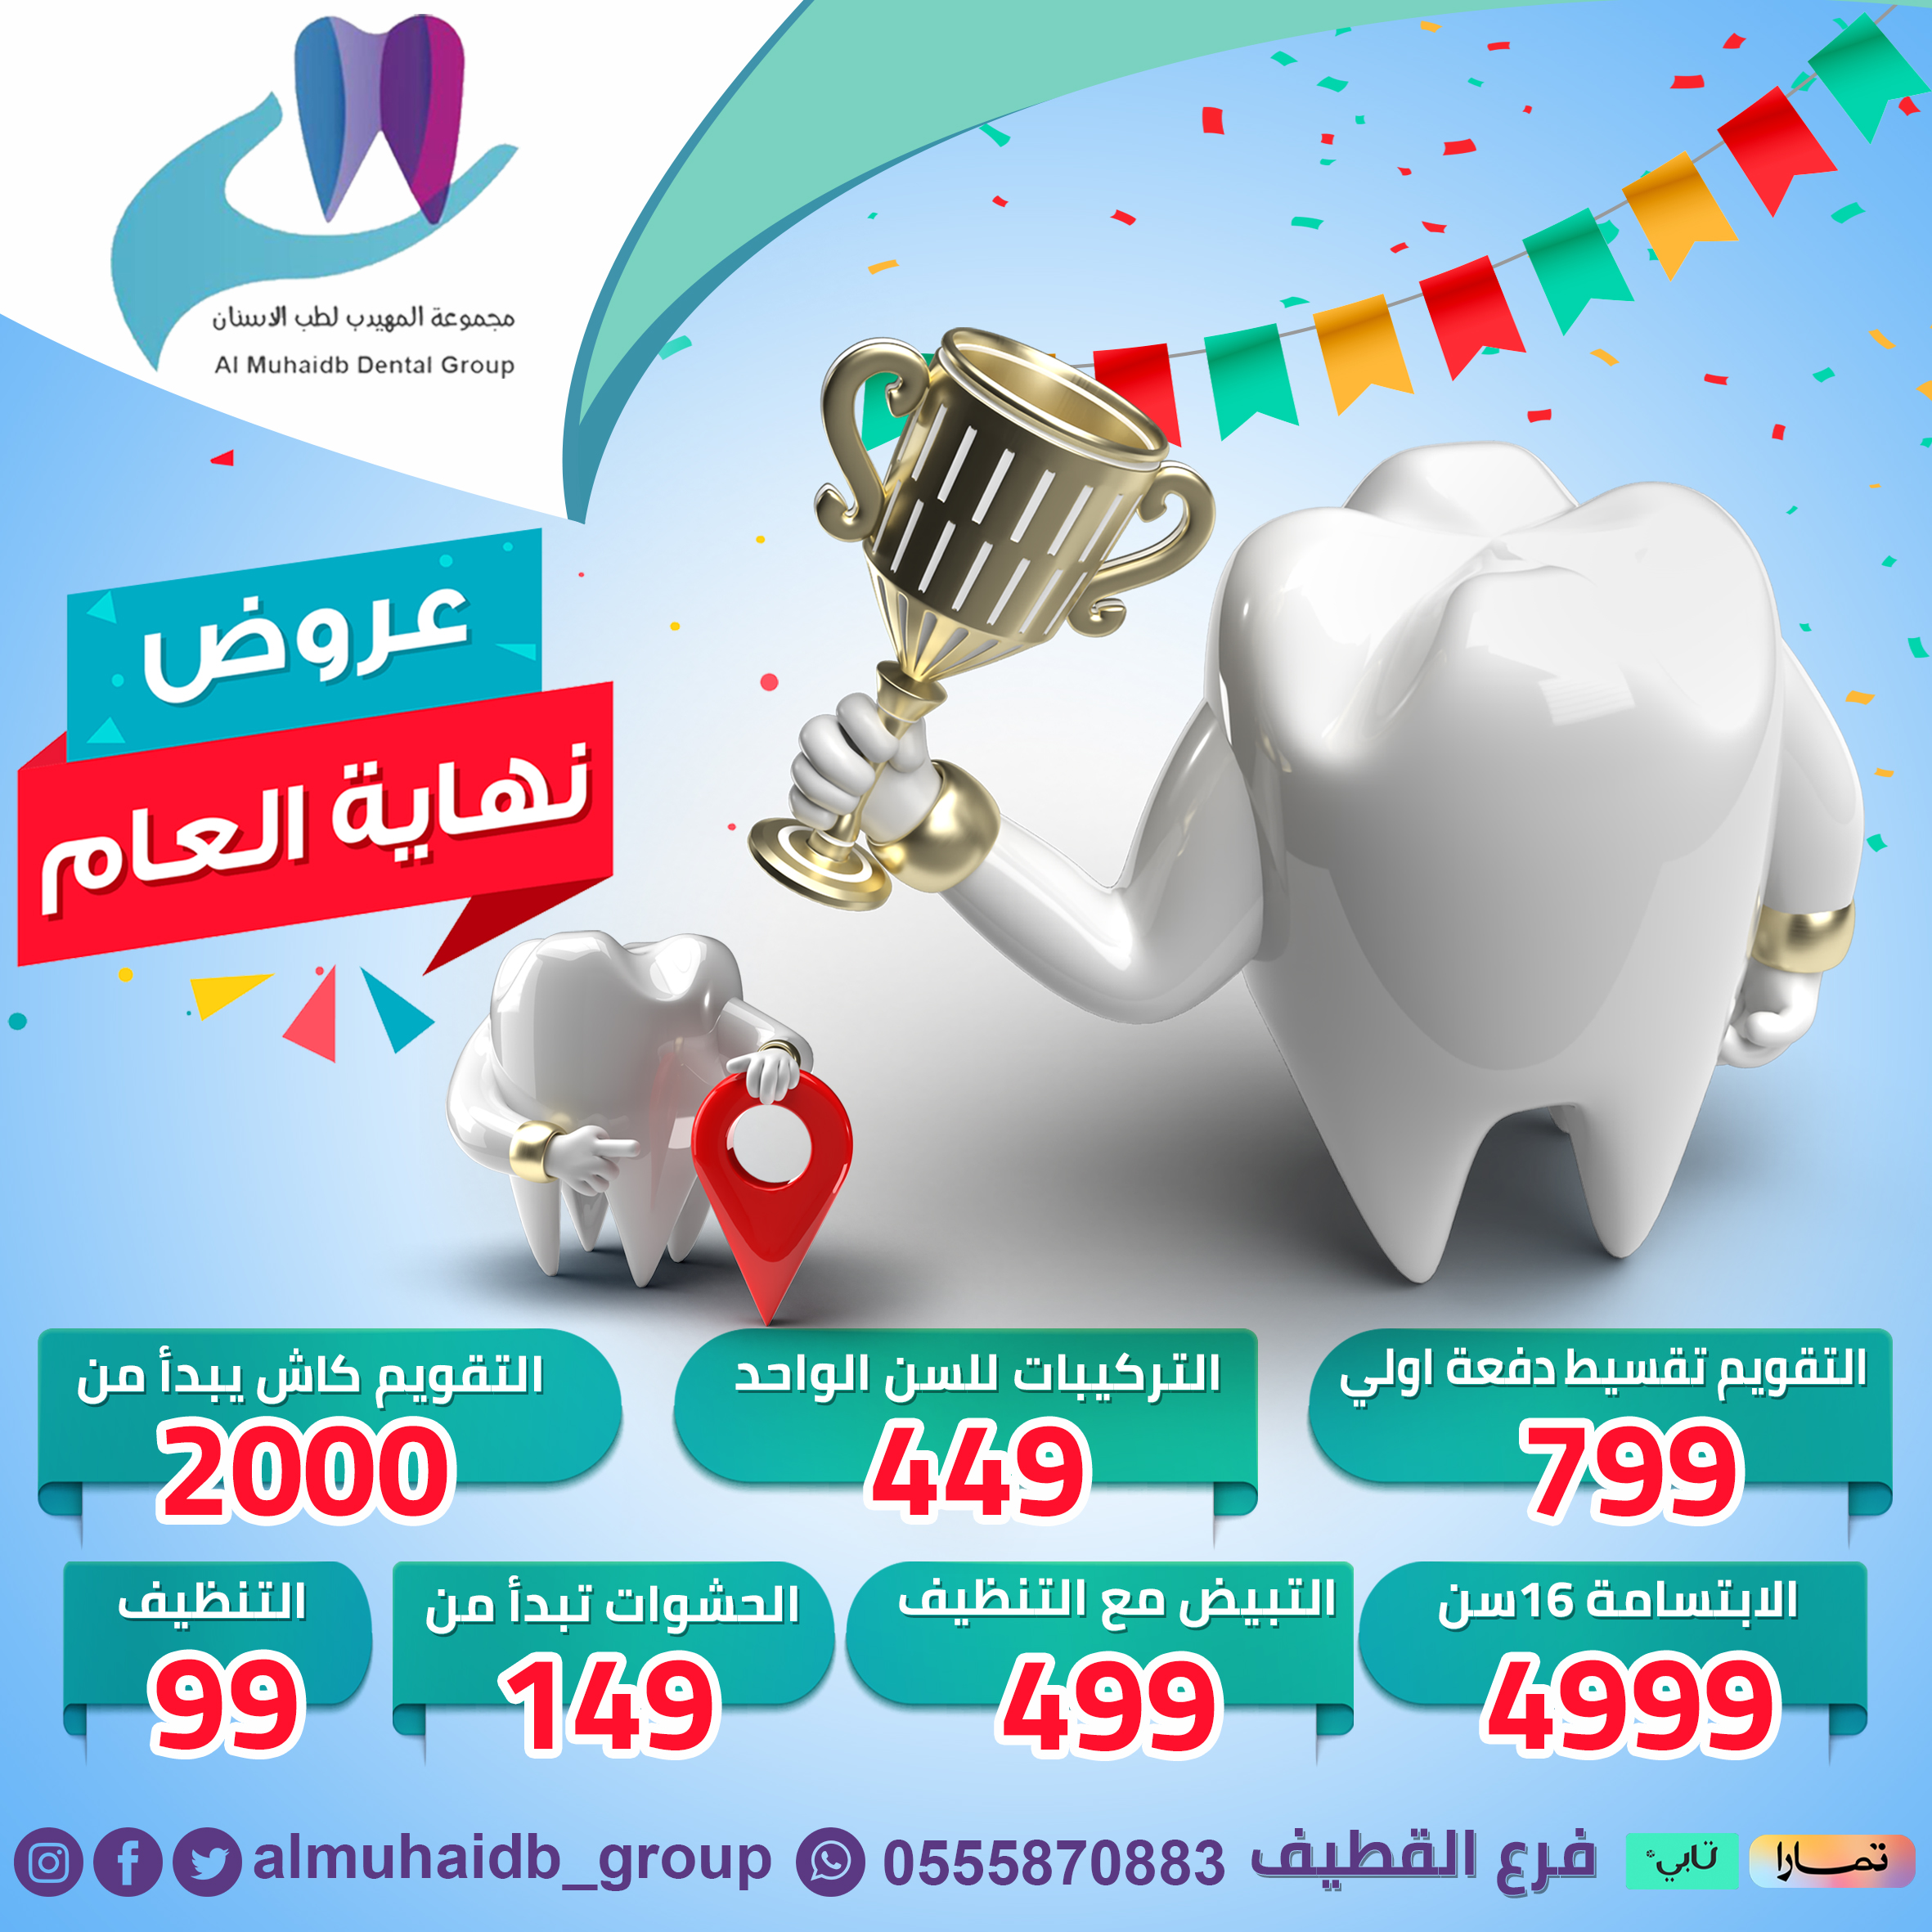 مجموعة المهيدب لطب الاسنان
Al Muhaidb Dental Group
عروض
نهاية العام
التقويم تقسيط دفعة اولي
799
التركيبات للسن الواحد
449
التقويم كاش يبدأ من
2000
الابتسامة 16سن
4999
التبيض مع التنظيف
499
الحشوات تبدأ من
149
التنظيف
99
تمارا
تابي
فرع القطيف
0555870883
almuhaidb_group